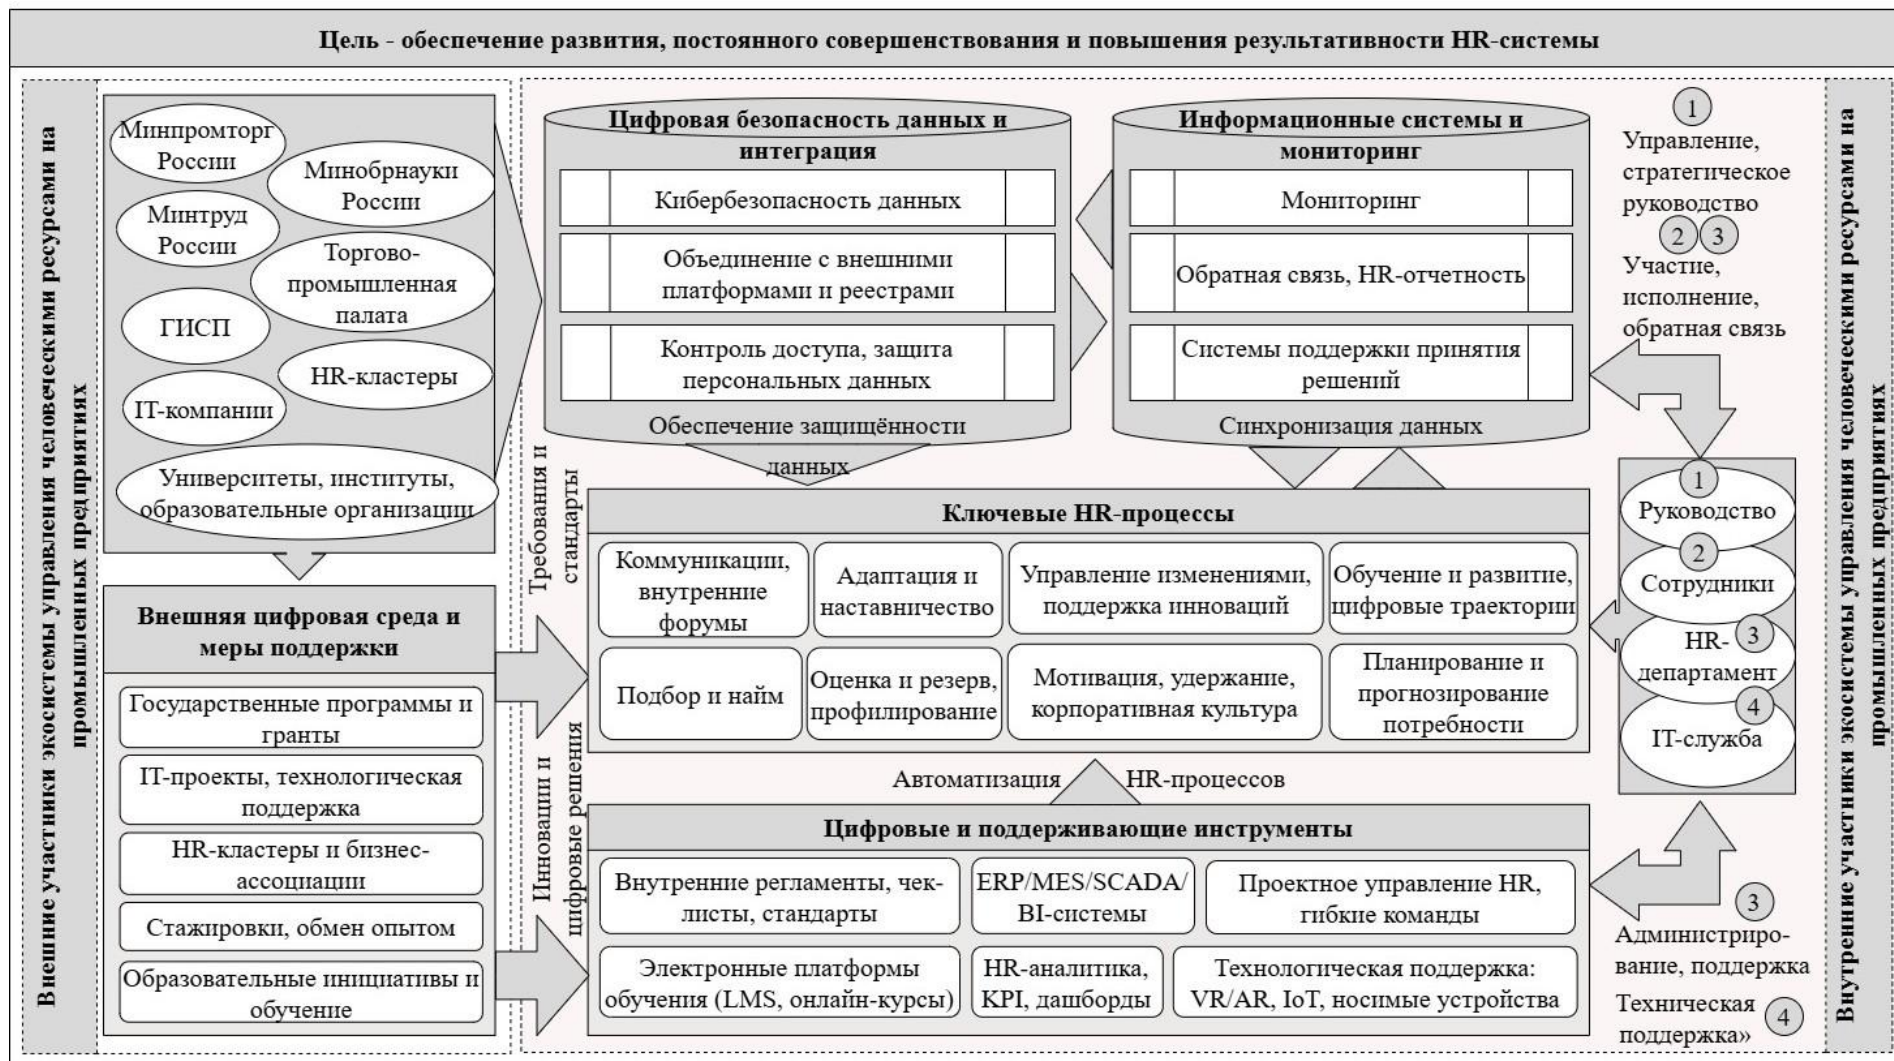 Цель - обеспечение развития, постоянного совершенствования и повышения результативности HR-системы
Внешние участники экосистемы управления человеческими ресурсами на
промышленных предприятиях
Минпромторг
России
Минобрнауки
России
Минтруд
России
Торгово-
промышленная
палата
ГИСП
HR-кластеры
IT-компании
Университеты, институты,
образовательные организации
Внешняя цифровая среда и
меры поддержки
Государственные программы и
гранты
IT-проекты, технологическая
поддержка
HR-кластеры и бизнес-
ассоциации
Стажировки, обмен опытом
Образовательные инициативы и
обучение
Цифровая безопасность данных и
интеграция
Кибербезопасность данных
Объединение с внешними
платформами и реестрами
Контроль доступа, защита
персональных данных
Обеспечение защищённости
данных
Информационные системы и
мониторинг
Мониторинг
Обратная связь, HR-отчетность
Системы поддержки принятия
решений
Синхронизация данных
Требования и
стандарты
Ключевые HR-процессы
Коммуникации,
внутренние
форумы
Адаптация и
наставничество
Управление изменениями,
поддержка инноваций
Обучение и развитие,
цифровые траектории
Подбор и найм
Оценка и резерв,
профилирование
Мотивация, удержание,
корпоративная культура
Планирование и
прогнозирование
потребности
Инновации и
цифровые решения
Автоматизация HR-процессов
Цифровые и поддерживающие инструменты
Внутренние регламенты, чек-
листы, стандарты
ERP/MES/SCADA/
BI-системы
Проектное управление HR,
гибкие команды
Электронные платформы
обучения (LMS, онлайн-курсы)
HR-аналитика,
KPI, дашборды
Технологическая поддержка:
VR/AR, IoT, носимые устройства
1
Управление,
стратегическое
руководство
2 3
Участие,
исполнение,
обратная связь
1
Руководство
2
Сотрудники
HR- 3
департамент
4
IT-служба
3
Администриро-
вание, поддержка
Техническая
поддержка» 4
Внутренние участники экосистемы управления человеческими ресурсами на
промышленных предприятиях